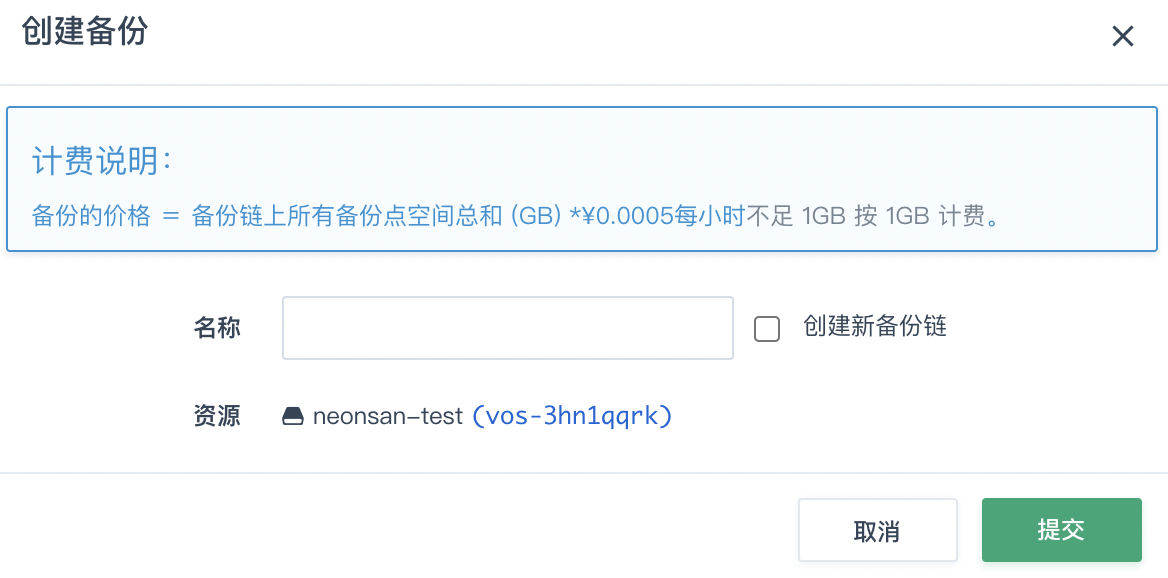 创建备份
计费说明：
备份的价格 = 备份链上所有备份点空间总和 (GB) *¥0.0005每小时不足 1GB 按 1GB 计费。
名称 创建新备份链
资源 neonsan-test (vos-3hn1qqrk)
取消 提交